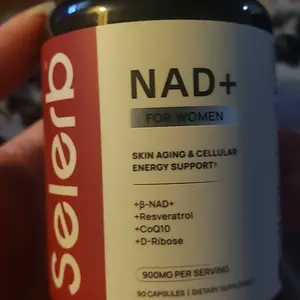 Selerb
NAD+
FOR WOMEN
SKIN AGING & CELLULAR
ENERGY SUPPORT†
+β-NAD+
+Resveratrol
+CoQ10
+D-Ribose
900MG PER SERVING
90 CAPSULES | DIETARY SUPPLEMENT